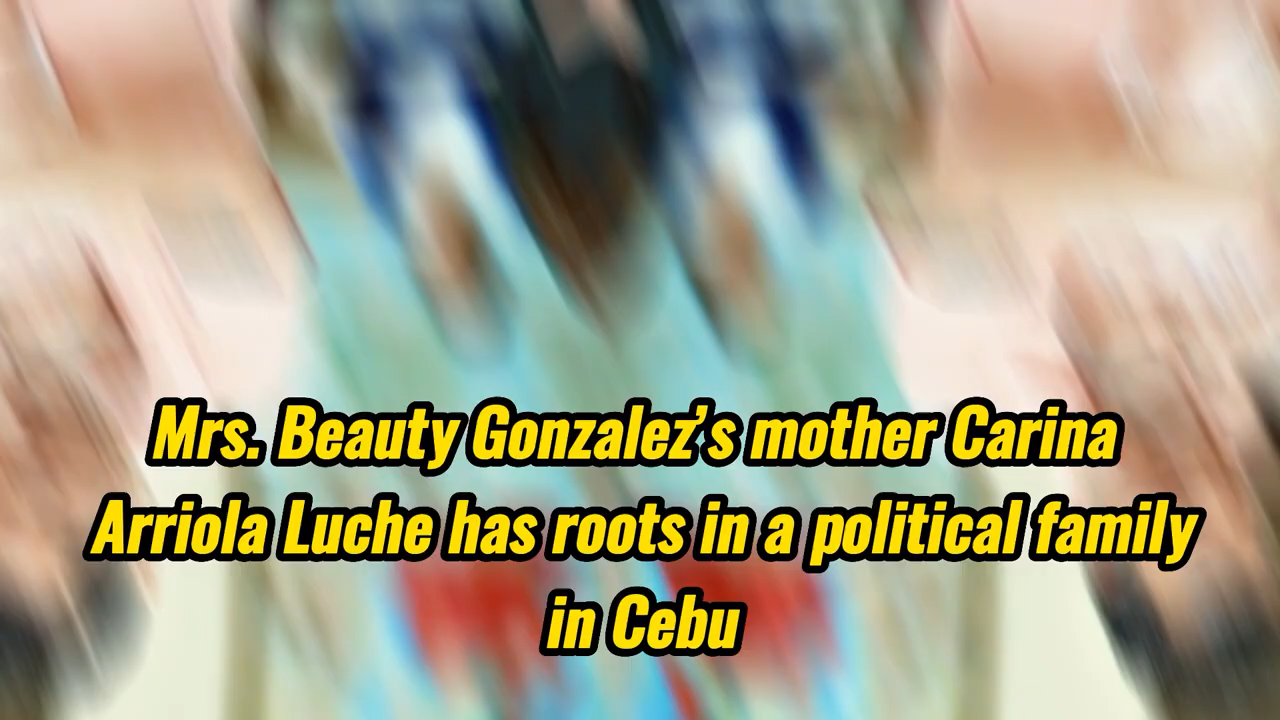 Mrs. Beauty Gonzalez’s mother Carina
Arriola Luche has roots in a political family
in Cebu